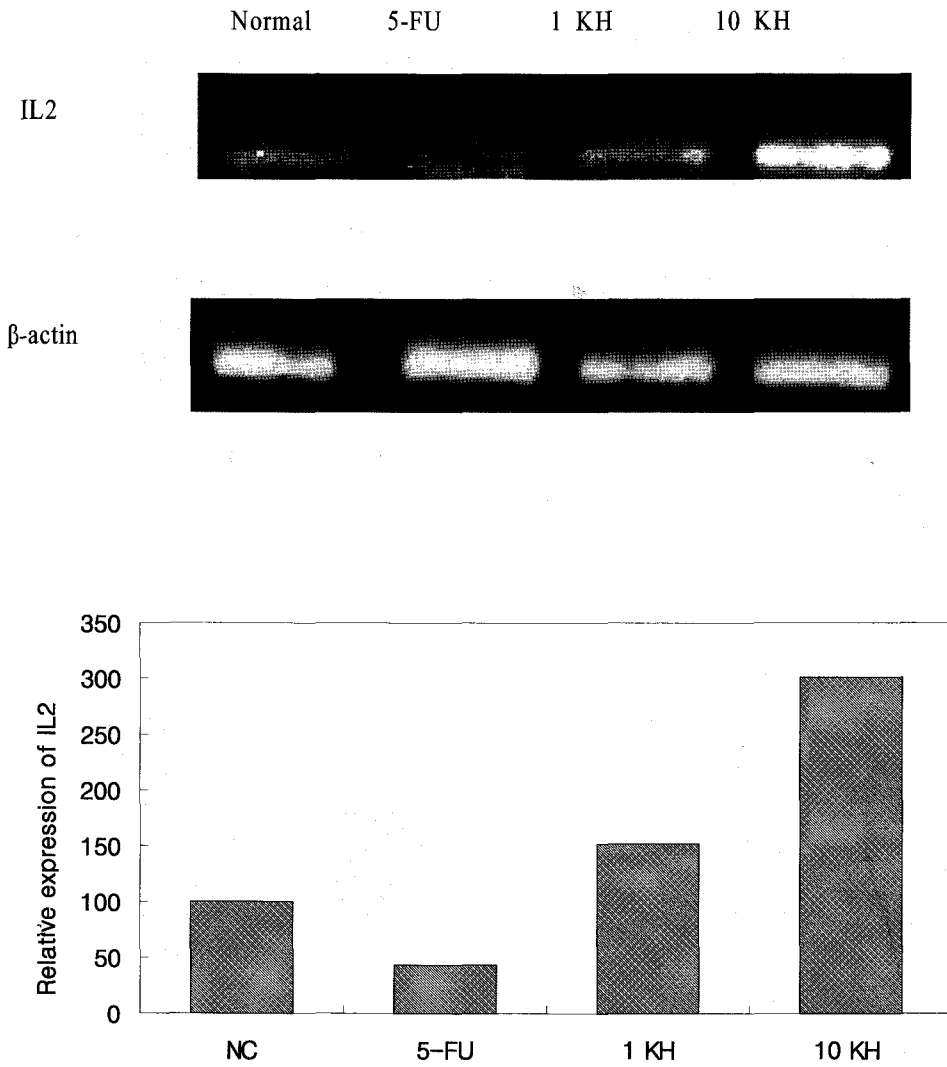 Normal 5-FU 1 KH 10 KH
IL2
β-actin
350
300
250
200
150
100
50
0
Relative expression of IL2
NC 5-FU 1 KH 10 KH